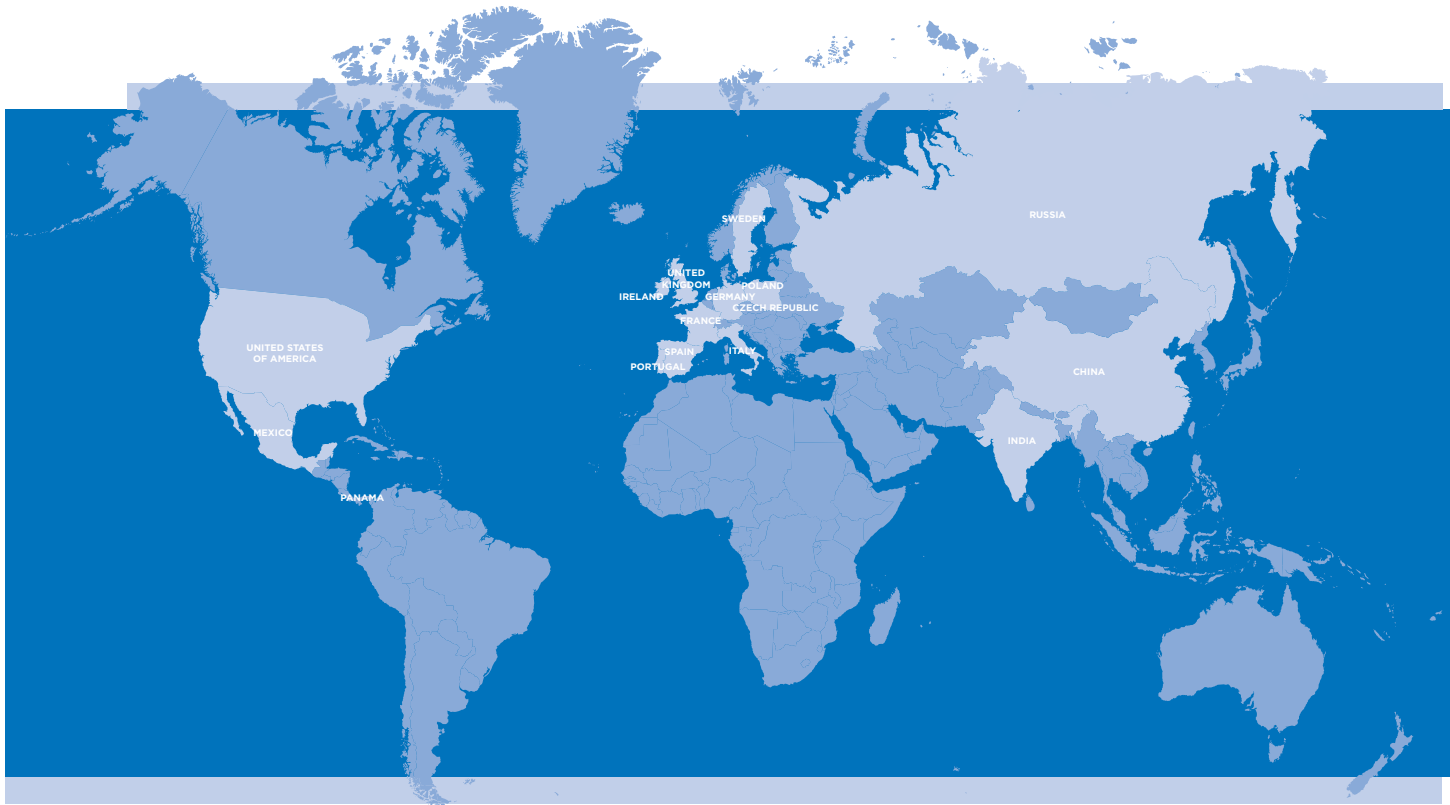 SWEDEN
RUSSIA
UNITED
KINGDOM
POLAND
IRELAND
GERMANY
CZECH REPUBLIC
FRANCE
UNITED STATES
OF AMERICA
SPAIN
ITALY
PORTUGAL
CHINA
MEXICO
INDIA
PANAMA